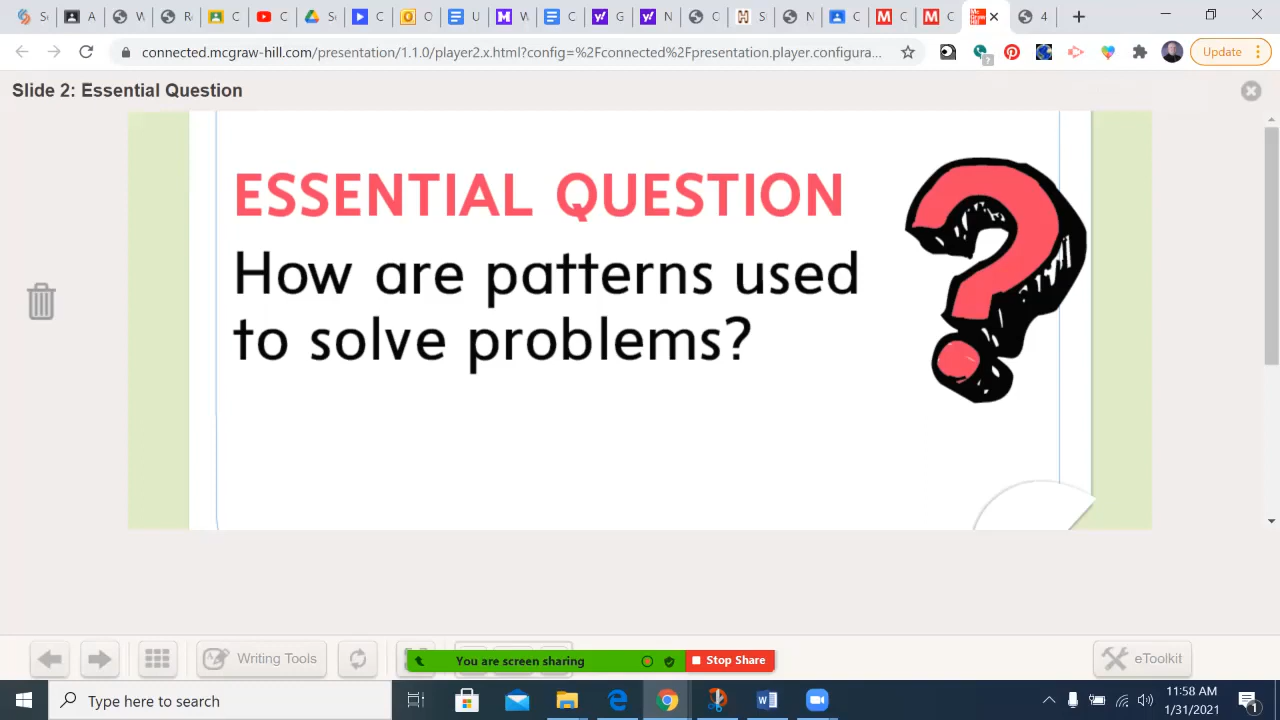 S
C
W
R
C
C
S
C
O
U
W
C
G
N
C
S
N
C
C
C
4
connected.mcgraw-hill.com/presentation/1.1.0/player2.x.html?config=%2Fconnected%2Fpresentation.player.configura...
?
Update
Slide 2: Essential Question
ESSENTIAL QUESTION
How are patterns used
to solve problems?
?
Writing Tools
You are screen sharing
Stop Share
eToolkit
Type here to search
11:58 AM
1/31/2021
1